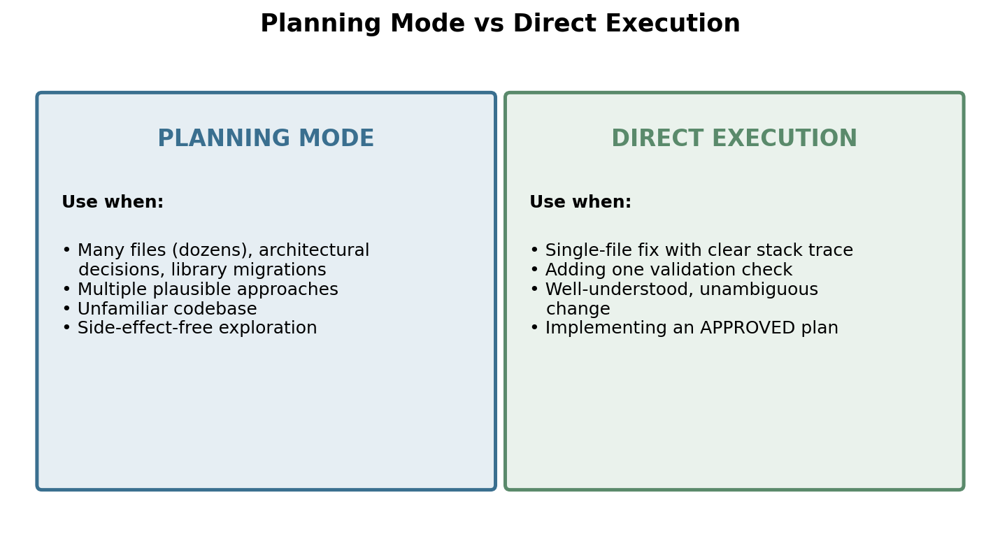 Planning Mode vs Direct Execution
PLANNING MODE
Use when:
• Many files (dozens), architectural
decisions, library migrations
• Multiple plausible approaches
• Unfamiliar codebase
• Side-effect-free exploration
DIRECT EXECUTION
Use when:
• Single-file fix with clear stack trace
• Adding one validation check
• Well-understood, unambiguous
change
• Implementing an APPROVED plan